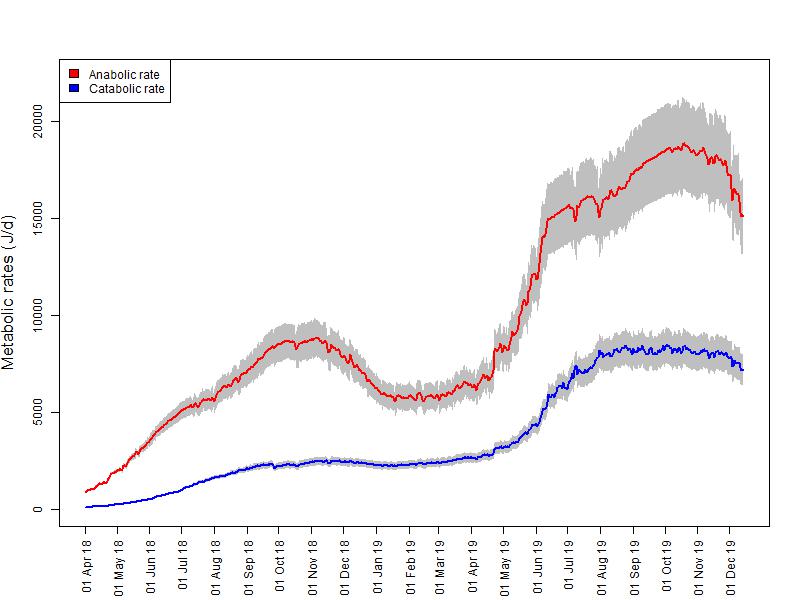 Anabolic rate
Catabolic rate
Metabolic rates (J/d)
20000
15000
10000
5000
0
01 Apr 18
01 May 18
01 Jun 18
01 Jul 18
01 Aug 18
01 Sep 18
01 Oct 18
01 Nov 18
01 Dec 18
01 Jan 19
01 Feb 19
01 Mar 19
01 Apr 19
01 May 19
01 Jun 19
01 Jul 19
01 Aug 19
01 Sep 19
01 Oct 19
01 Nov 19
01 Dec 19